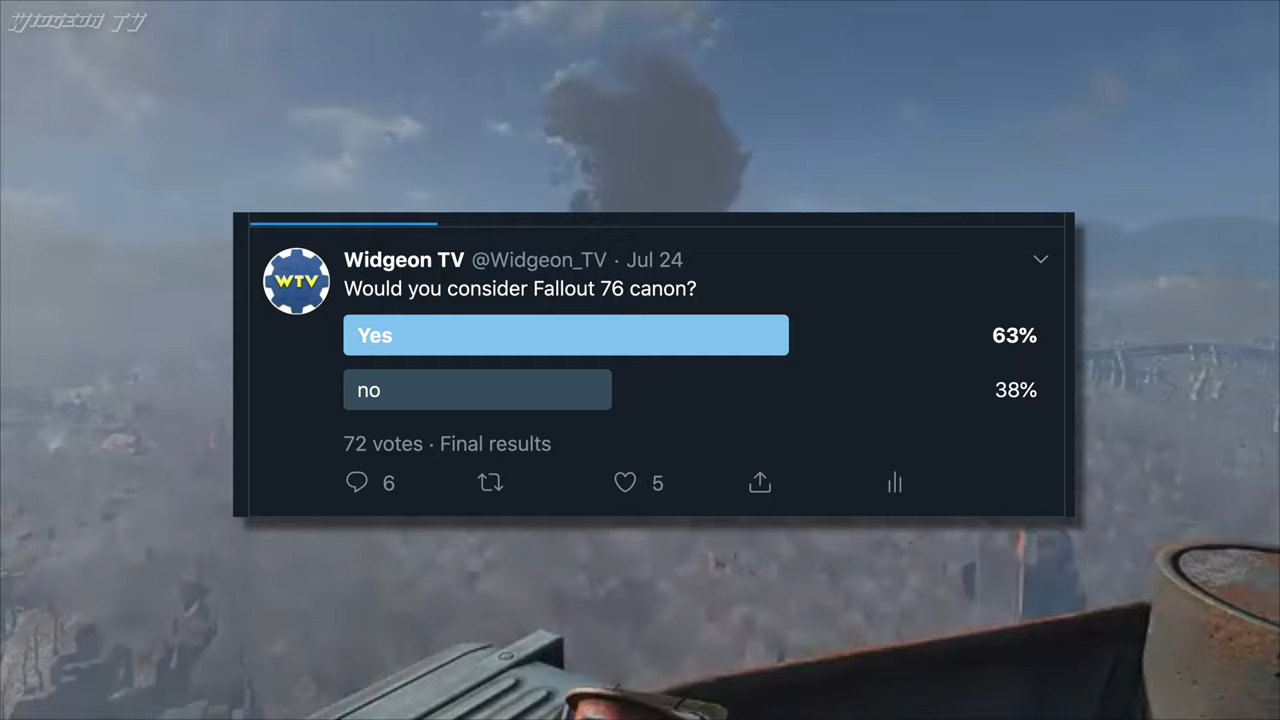 Widgeon TV
WTV
Widgeon TV @Widgeon_TV · Jul 24
Would you consider Fallout 76 canon?
Yes 63%
no 38%
72 votes · Final results
6 5